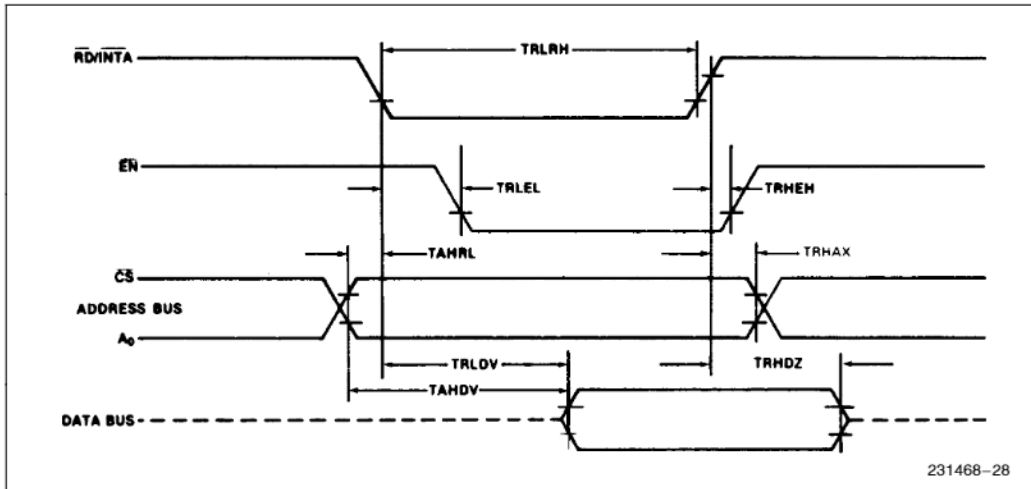 TRLRH
RD/INTA
EN
TRLEL
TRHEH
TAHRL
TRHAX
CS
ADDRESS BUS
A0
TRLDV
TRHDZ
TAHDV
DATA BUS
231468–28